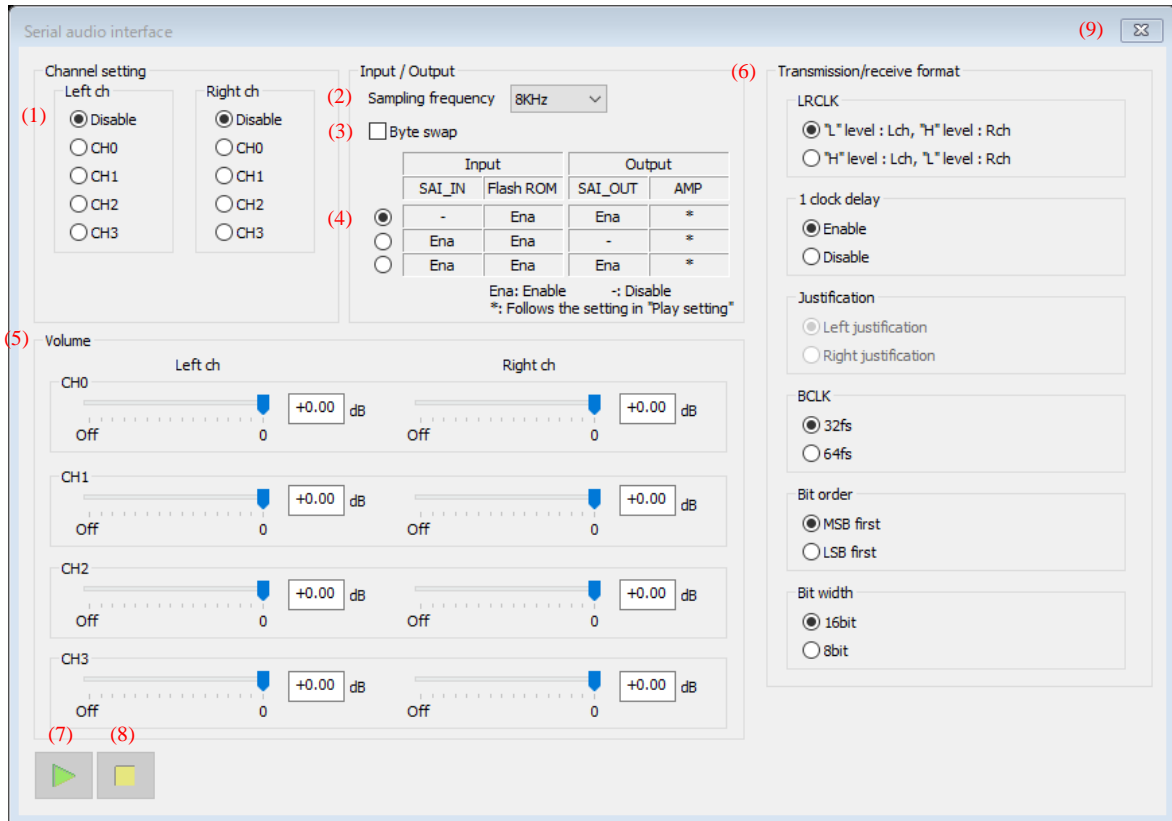 Serial audio interface
(9)
Channel setting
Left ch
Right ch
(1)
Disable
Disable
CH0
CH0
CH1
CH1
CH2
CH2
CH3
CH3
Input / Output
(2)
Sampling frequency
8KHz
(3)
Byte swap
Input
Output
SAI_IN
Flash ROM
SAI_OUT
AMP
(4)
-
Ena
Ena
*
Ena
Ena
-
*
Ena
Ena
Ena
*
Ena: Enable -: Disable
*: Follows the setting in "Play setting"
(5)
Volume
Left ch
Right ch
CH0
+0.00 dB
+0.00 dB
Off
0
Off
0
CH1
+0.00 dB
+0.00 dB
Off
0
Off
0
CH2
+0.00 dB
+0.00 dB
Off
0
Off
0
CH3
+0.00 dB
+0.00 dB
Off
0
Off
0
(6)
Transmission/receive format
LRCLK
"L" level : Lch, "H" level : Rch
"H" level : Lch, "L" level : Rch
1 clock delay
Enable
Disable
Justification
Left justification
Right justification
BCLK
32fs
64fs
Bit order
MSB first
LSB first
Bit width
16bit
8bit
(7)
(8)